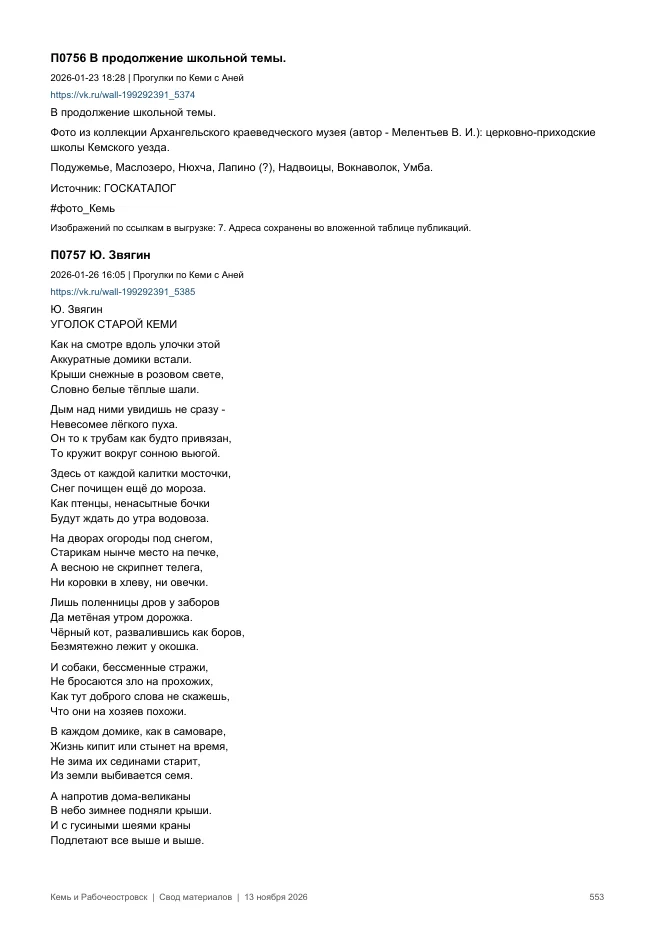 П0756 В продолжение школьной темы.
2026-01-23 18:28 | Прогулки по Кеми с Аней
https://vk.ru/wall-199292391_5374
В продолжение школьной темы.
Фото из коллекции Архангельского краеведческого музея (автор - Мелентьев В. И.): церковно-приходские
школы Кемского уезда.
Подужемье, Маслозеро, Нюхча, Лапино (?), Надвоицы, Вокнаволок, Умба.
Источник: ГОСКАТАЛОГ
#фото_Кемь
Изображений по ссылкам в выгрузке: 7. Адреса сохранены во вложенной таблице публикаций.
П0757 Ю. Звягин
2026-01-26 16:05 | Прогулки по Кеми с Аней
https://vk.ru/wall-199292391_5385
Ю. Звягин
УГОЛОК СТАРОЙ КЕМИ
Как на смотре вдоль улочки этой
Аккуратные домики встали.
Крыши снежные в розовом свете,
Словно белые тёплые шали.
Дым над ними увидишь не сразу -
Невесомее лёгкого пуха.
Он то к трубам как будто привязан,
То кружит вокруг сонною вьюгой.
Здесь от каждой калитки мосточки,
Снег почищен ещё до мороза.
Как птенцы, ненасытные бочки
Будут ждать до утра водовоза.
На дворах огороды под снегом,
Старикам нынче место на печке,
А весною не скрипнет телега,
Ни коровки в хлеву, ни овечки.
Лишь поленницы дров у заборов
Да метёная утром дорожка.
Чёрный кот, развалившись как боров,
Безмятежно лежит у окошка.
И собаки, бессменные стражи,
Не бросаются зло на прохожих,
Как тут доброго слова не скажешь,
Что они на хозяев похожи.
В каждом домике, как в самоваре,
Жизнь кипит или стынет на время,
Не зима их сединами старит,
Из земли выбивается семя.
А напротив дома-великаны
В небо зимнее подняли крыши.
И с гусиными шеями краны
Подлетают все выше и выше.
Кемь и Рабочеостровск | Свод материалов | 13 ноября 2026
553